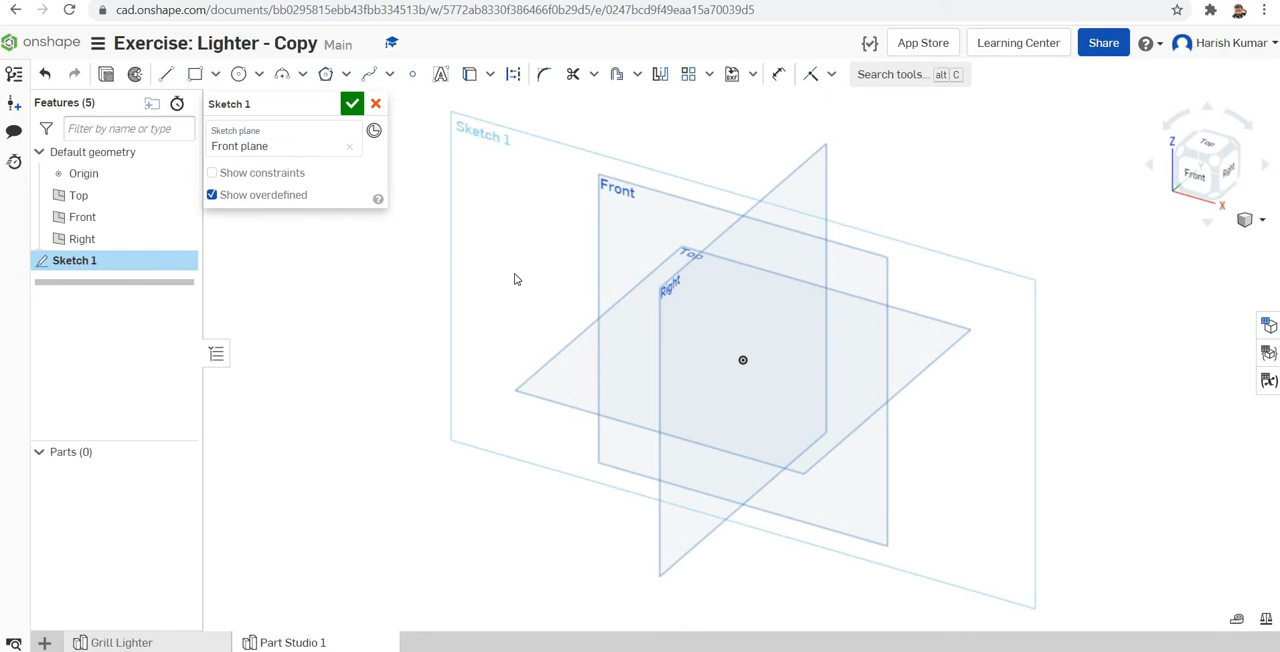 cad.onshape.com/documents/bb0295815ebb43fbb334513b/w/5772ab8330f386466f0b29d5/e/0247bcd9f49eaa15a70039d5
onshape Exercise: Lighter - Copy Main App Store Learning Center Share Harish Kumar
Search tools... alt C
Features (5)
Filter by name or type
Default geometry
Origin
Top
Front
Right
Sketch 1
Parts (0)
Sketch 1
Sketch plane
Front plane
Show constraints
Show overdefined
Sketch 1
Front
Top
Right
Z
Top
Front
Right
X
Grill Lighter
Part Studio 1